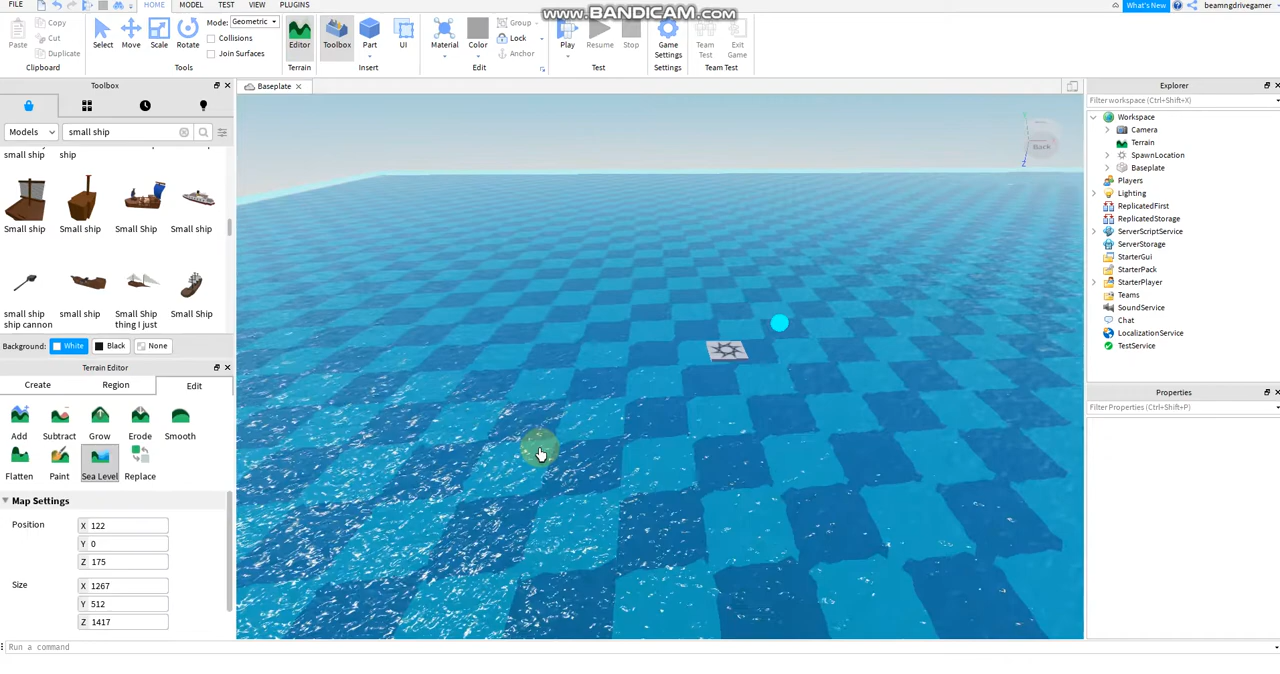 FILE HOME MODEL TEST VIEW PLUGINS
WWW.BANDICAM.COM
What's New beamngdrivegamer
Paste Copy Cut Duplicate
Clipboard
Select Move Scale Rotate
Mode: Geometric
Collisions
Join Surfaces
Tools
Editor
Terrain
Toolbox Part UI
Insert
Material Color
Group
Lock
Anchor
Edit
Play Resume Stop
Test
Game Settings
Settings
Team Test Exit Game
Team Test
Toolbox
Models small ship
small ship ship
Small ship Small ship Small Ship Small ship
small ship ship cannon small ship Small Ship thing I just Small Ship
Background: White Black None
Terrain Editor
Create Region Edit
Add Subtract Grow Erode Smooth
Flatten Paint Sea Level Replace
Map Settings
Position X 122
Y 0
Z 175
Size X 1267
Y 512
Z 1417
Run a command
Baseplate
Back
Explorer
Filter workspace (Ctrl+Shift+X)
Workspace
Camera
Terrain
SpawnLocation
Baseplate
Players
Lighting
ReplicatedFirst
ReplicatedStorage
ServerScriptService
ServerStorage
StarterGui
StarterPack
StarterPlayer
Teams
SoundService
Chat
LocalizationService
TestService
Properties
Filter Properties (Ctrl+Shift+P)